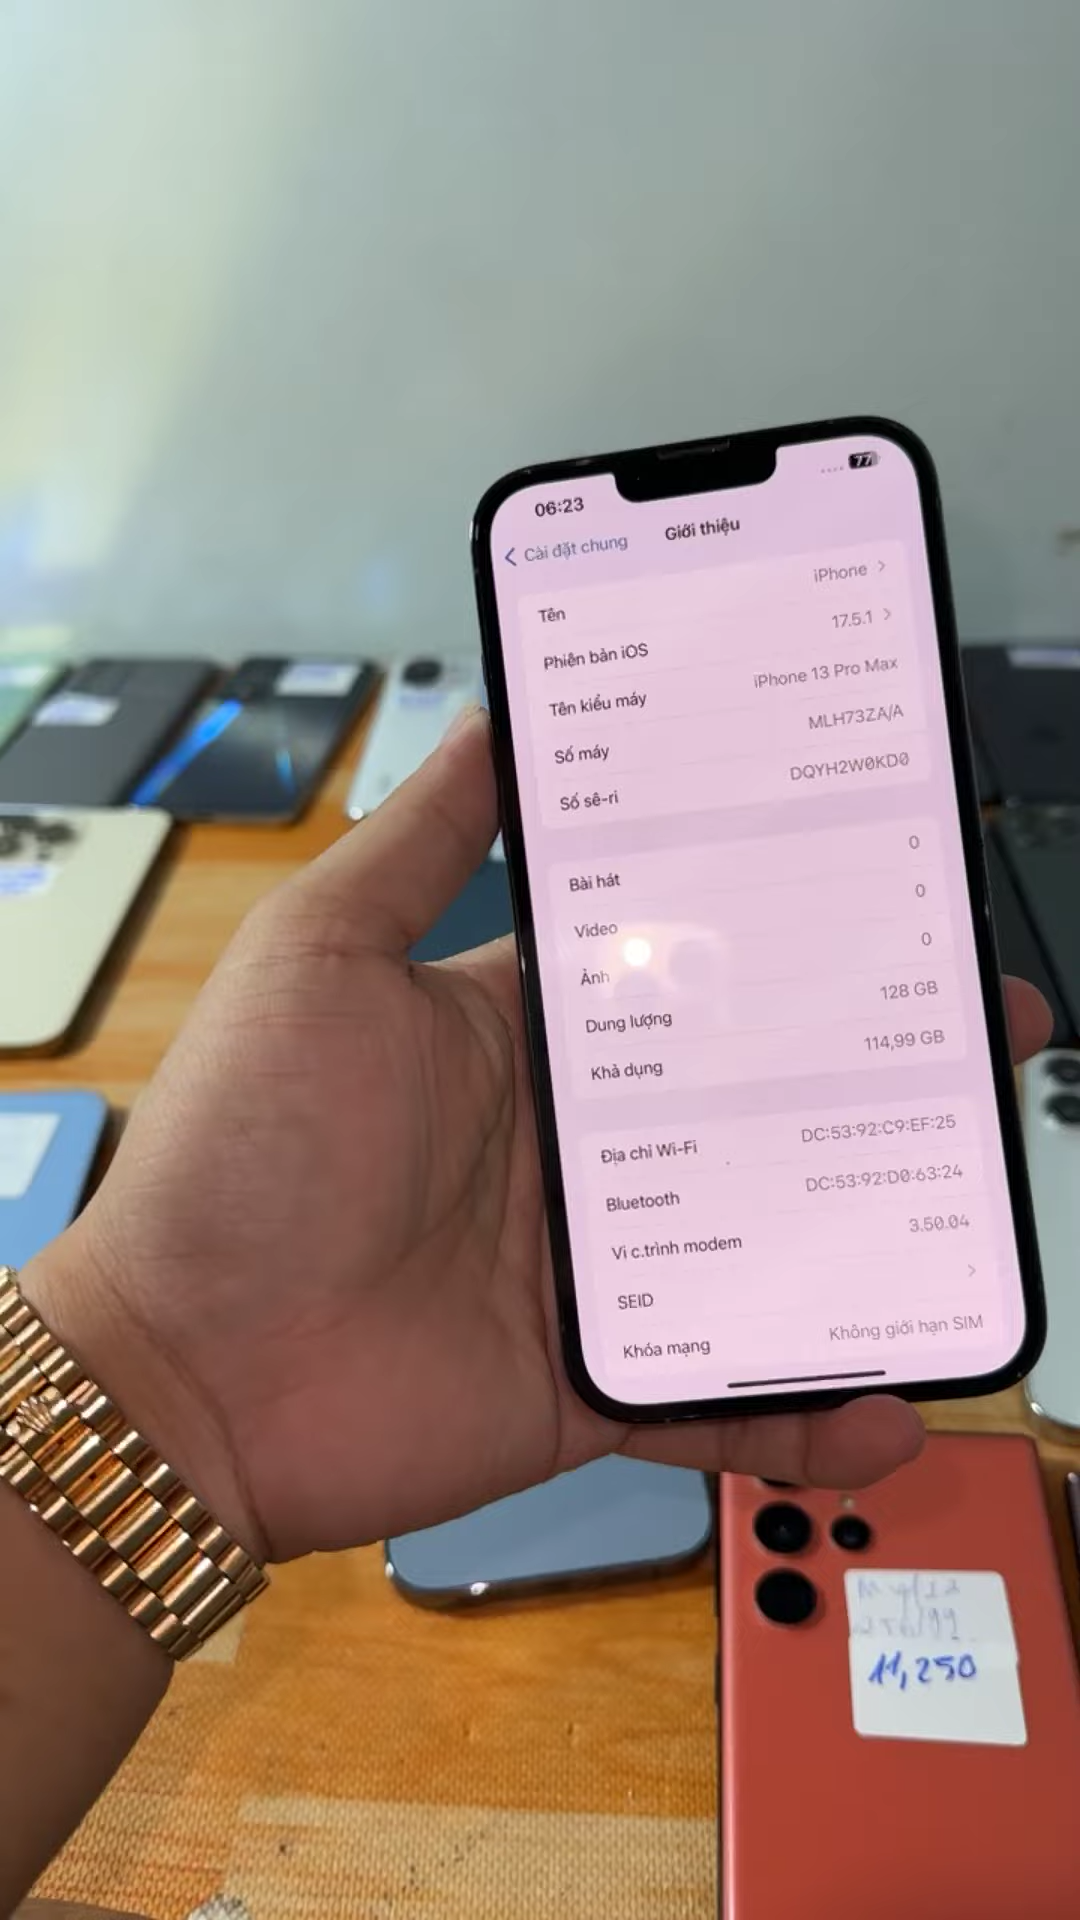 06:23
77
Cài đặt chung
Giới thiệu
Tên iPhone
Phiên bản iOS 17.5.1
Tên kiểu máy iPhone 13 Pro Max
Số máy MLH73ZA/A
Số sê-ri DQYH2W0KD0
Bài hát 0
Video 0
Ảnh 0
Dung lượng 128 GB
Khả dụng 114,99 GB
Địa chỉ Wi-Fi DC:53:92:C9:EF:25
Bluetooth DC:53:92:D0:63:24
Vi c.trình modem 3.50.04
SEID
Khóa mạng Không giới hạn SIM
11,250